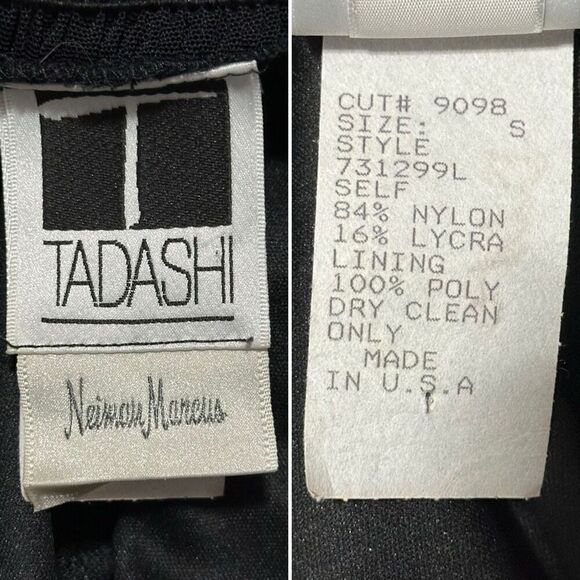 T
TADASHI
Neiman Marcus
CUT# 9098
SIZE: S
STYLE
731299L
SELF
84% NYLON
16% LYCRA
LINING
100% POLY
DRY CLEAN
ONLY
MADE
IN U.S.A